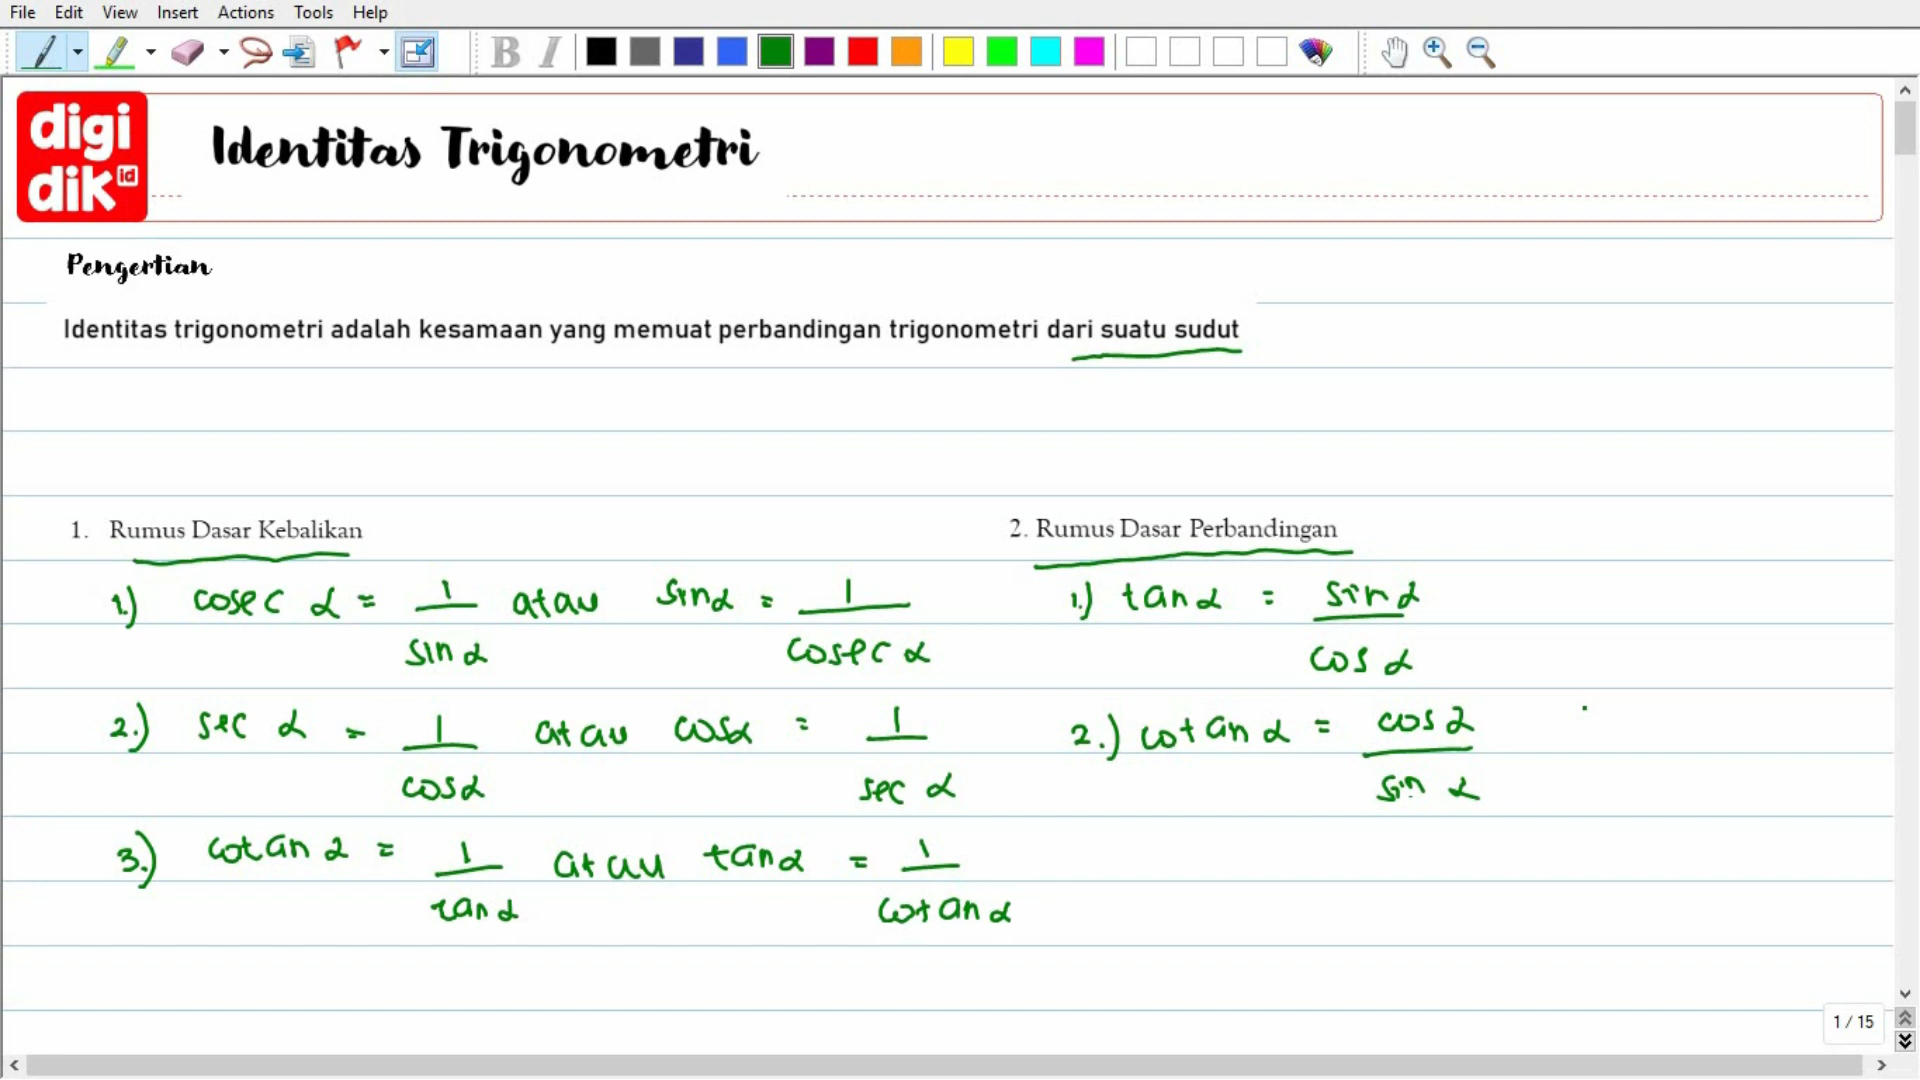 File Edit View Insert Actions Tools Help
B I
digi
dik id
Identitas Trigonometri
Pengertian
Identitas trigonometri adalah kesamaan yang memuat perbandingan trigonometri dari suatu sudut
1. Rumus Dasar Kebalikan
1.) cosec α = 1/sin α atau sin α = 1/cosec α
2.) sec α = 1/cos α atau cos α = 1/sec α
3.) cotan α = 1/tan α atau tan α = 1/cotan α
2. Rumus Dasar Perbandingan
1.) tan α = sin α/cos α
2.) cotan α = cos α/sin α
1 / 15